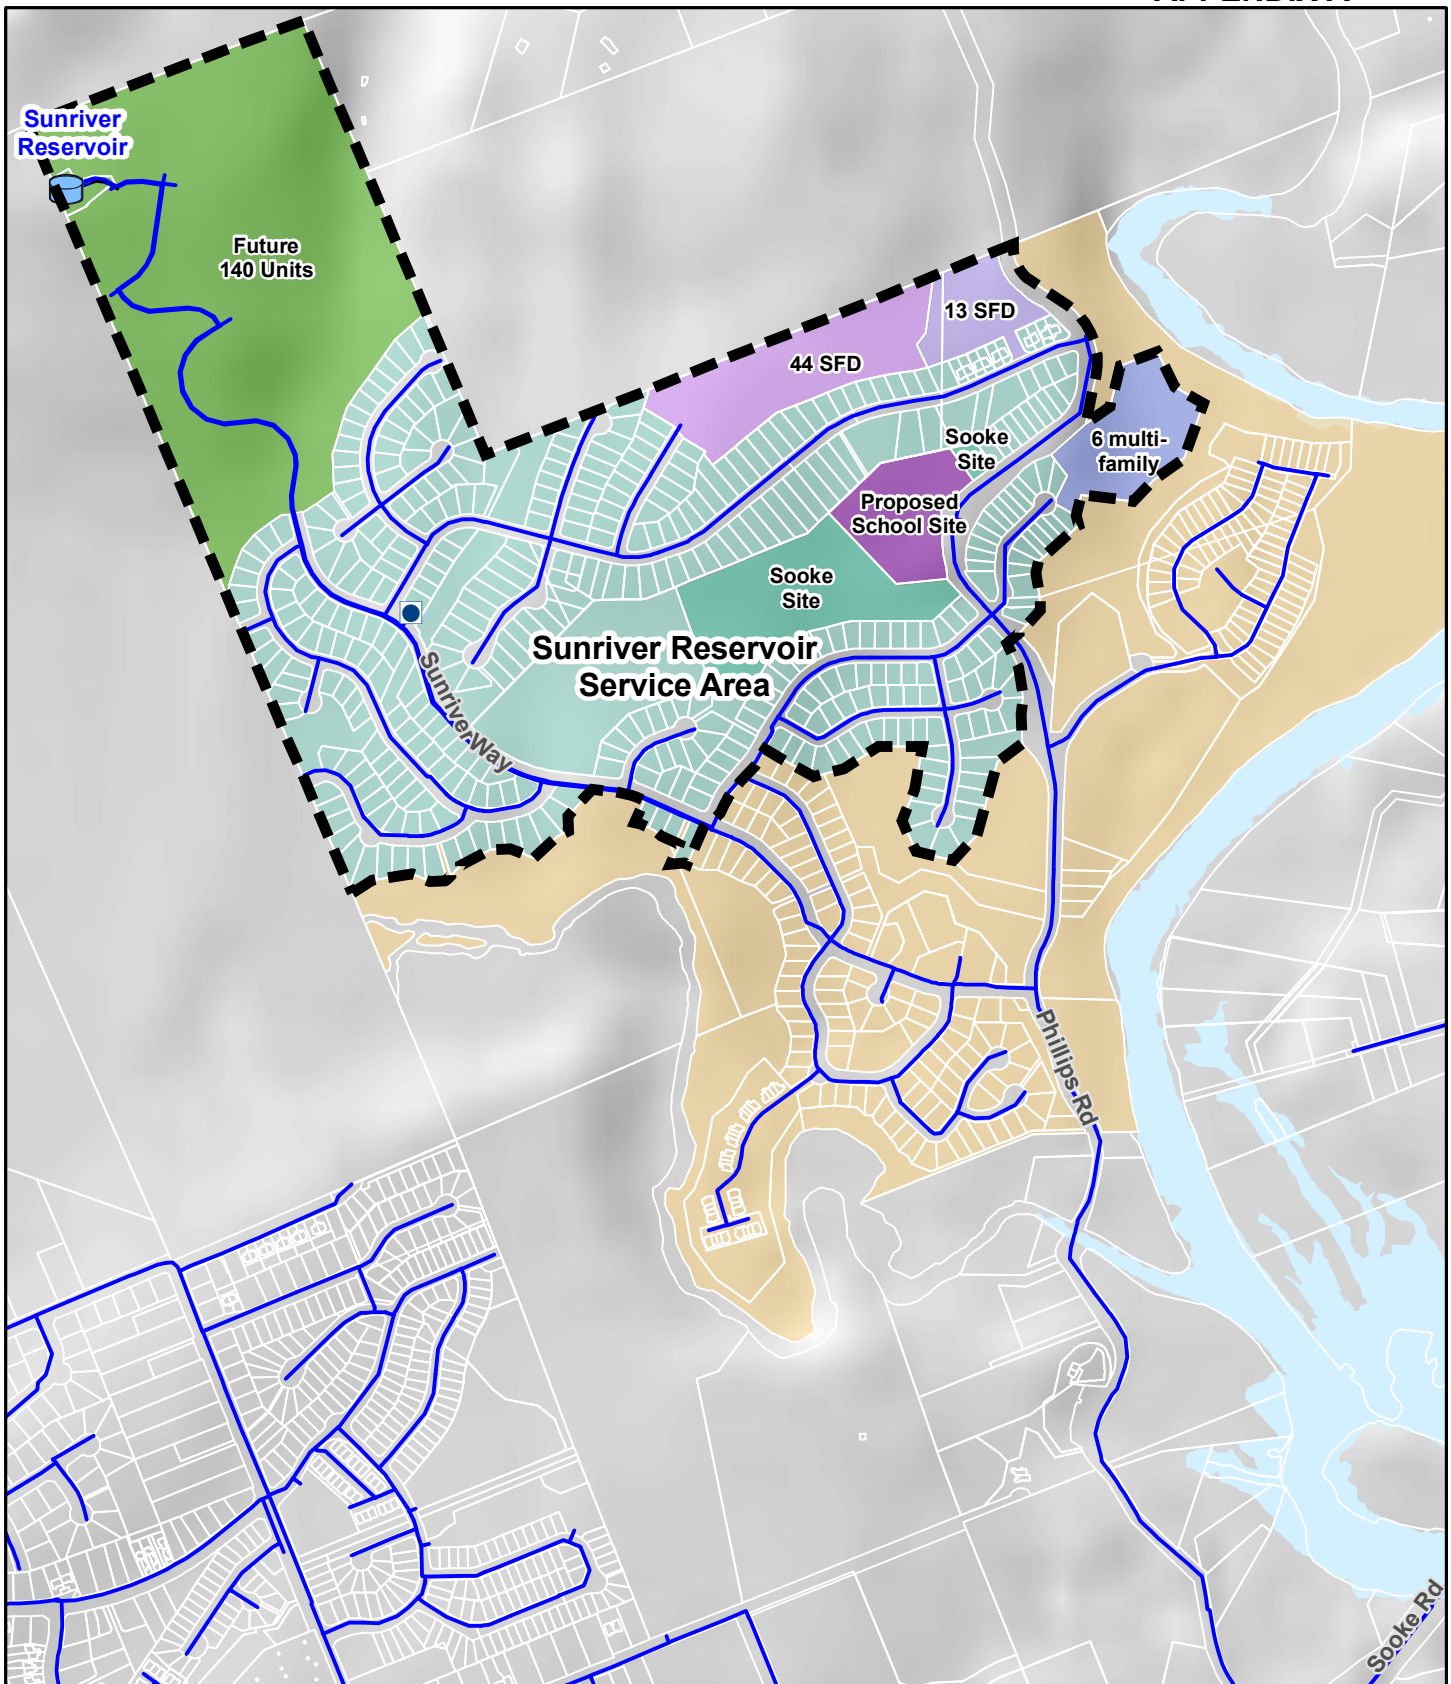 Sunriver
Reservoir
Future
140 Units
13 SFD
44 SFD
Sooke
Site
6 multi-
family
Proposed
School Site
Sooke
Site
Sunriver Reservoir
Service Area
Sunriver Way
Phillips Rd
Sooke Rd